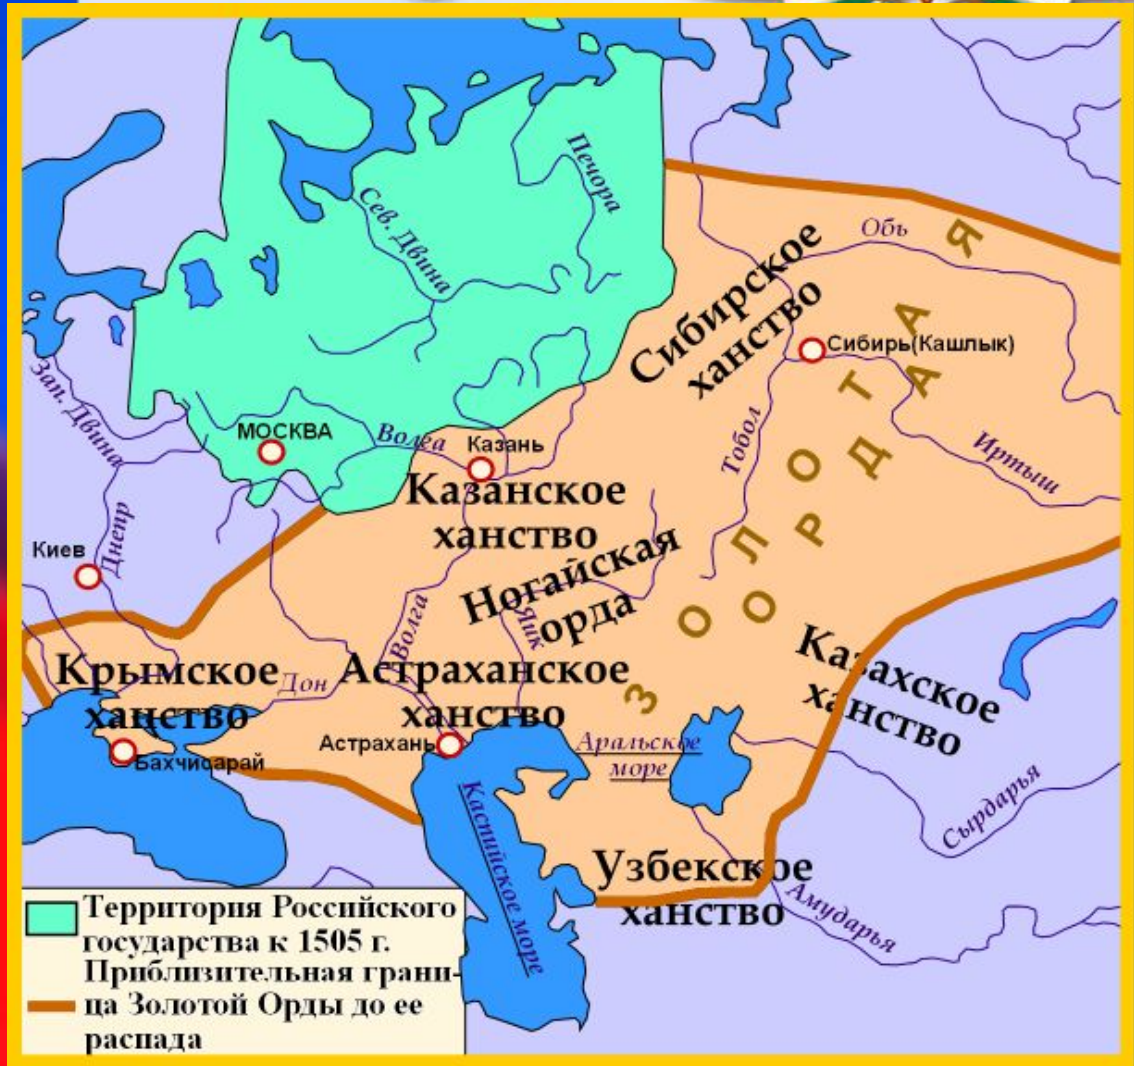 Печора
Сев. Двина
Обь
Сибирское
ханство
Сибирь(Кашлык)
Зап. Двина
МОСКВА
Волга
Казань
Тобол
Иртыш
Казанское
ханство
Киев
Днепр
Ногайская
орда
Волга
Яик
ЗОЛОТАЯ
ОРДА
Казахское
ханство
Крымское
ханство
Дон
Астраханское
ханство
Астрахань
Бахчисарай
Аральское
море
Каспийское море
Сырдарья
Узбекское
ханство
Амударья
Территория Российского
государства к 1505 г.
Приблизительная грани-
ца Золотой Орды до ее
распада